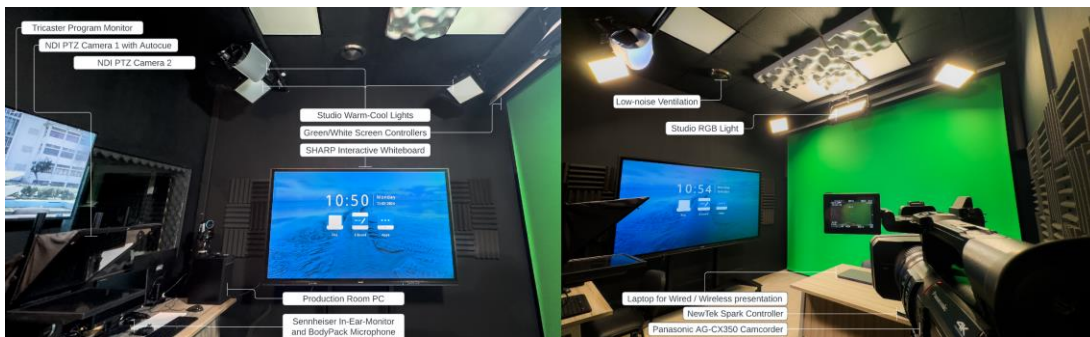 Tricaster Program Monitor
NDI PTZ Camera 1 with Autocue
NDI PTZ Camera 2
Studio Warm-Cool Lights
Green/White Screen Controllers
SHARP Interactive Whiteboard
10:50
Monday
Production Room PC
Sennheiser In-Ear-Monitor
and BodyPack Microphone
Low-noise Ventilation
Studio RGB Light
10:54
Laptop for Wired / Wireless presentation
NewTek Spark Controller
Panasonic AG-CX350 Camcorder